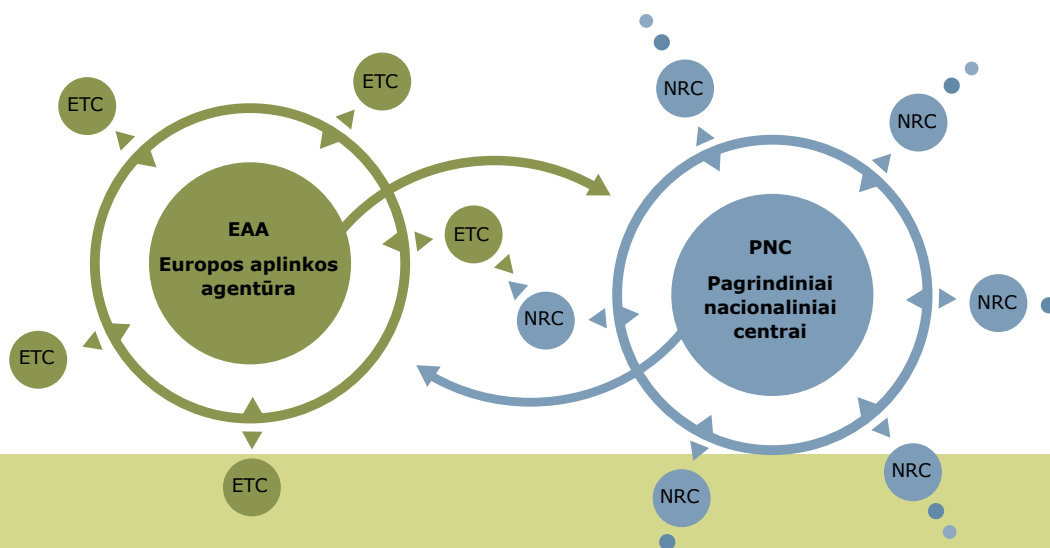 ETC
ETC
EAA
Europos aplinkos
agentūra
ETC
ETC
ETC
NRC
NRC
NRC
PNC
Pagrindiniai
nacionaliniai
centrai
NRC
NRC
NRC